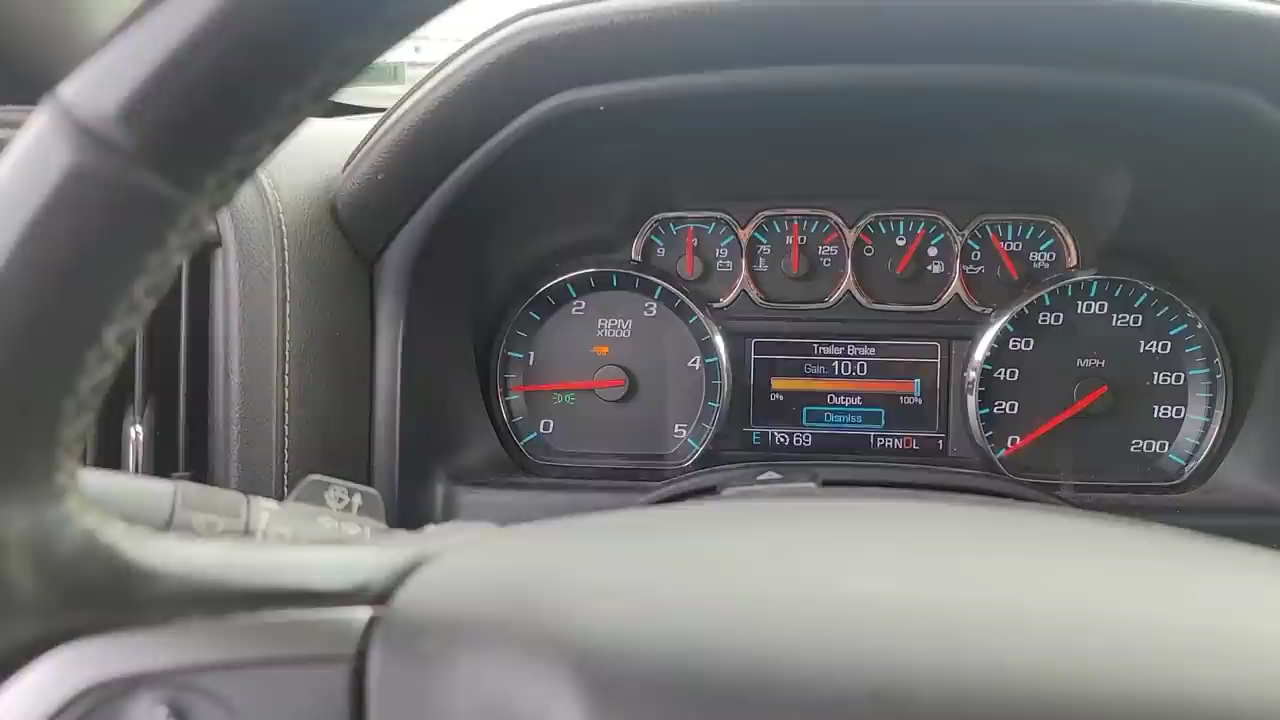 9 14 19
75 100 125
°C
0 400 800
kPa
0 1 2 3 4 5
RPM
x1000
Trailer Brake
Gain: 10.0
0% 100%
Output
Dismiss
E 69 PRNDL 1
0 20 40 60 80 100 120 140 160 180 200
MPH